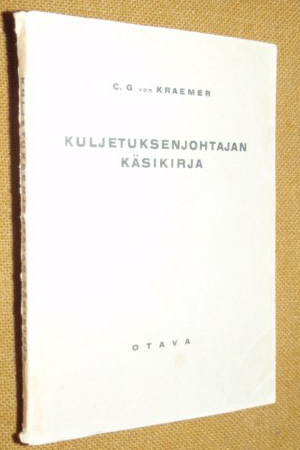 C. G. von KRAEMER
KULJETUKSENJOHTAJAN
KÄSIKIRJA
OTAVA